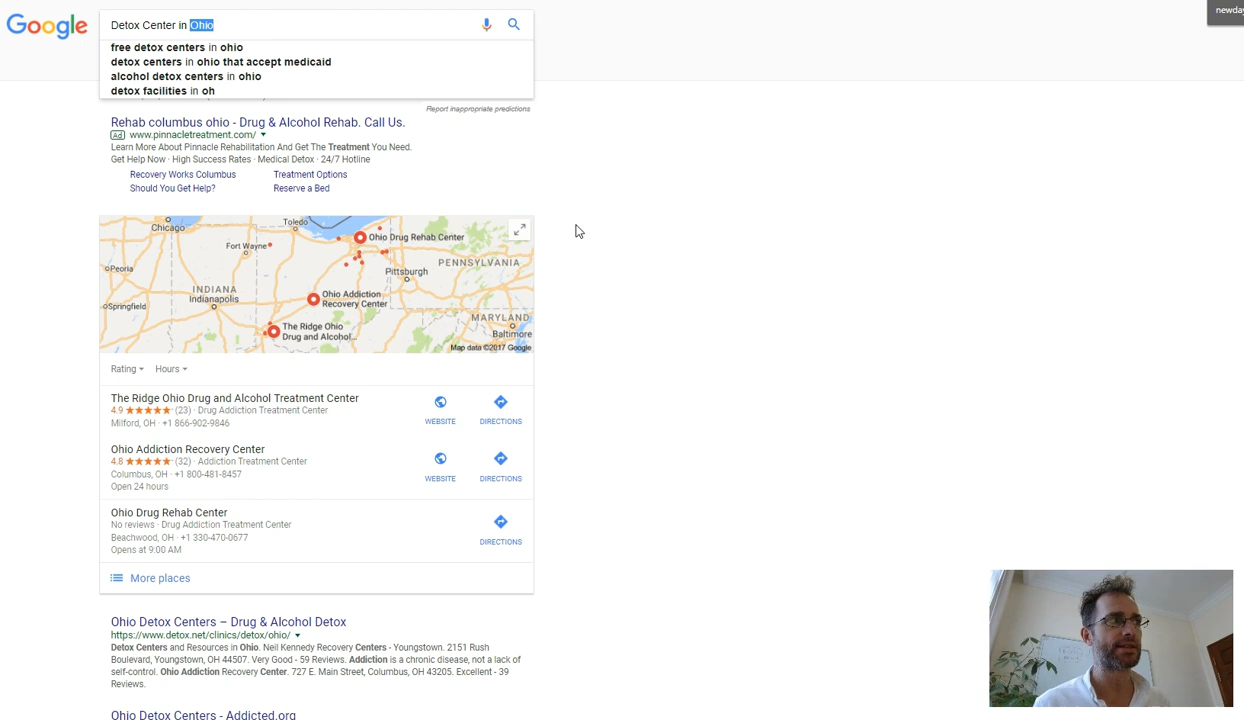 newday
Google
Detox Center in Ohio
free detox centers in ohio
detox centers in ohio that accept medicaid
alcohol detox centers in ohio
detox facilities in oh
Report inappropriate predictions
Rehab columbus ohio - Drug & Alcohol Rehab. Call Us.
Ad www.pinnacletreatment.com/
Learn More About Pinnacle Rehabilitation And Get The Treatment You Need.
Get Help Now · High Success Rates · Medical Detox · 24/7 Hotline
Recovery Works Columbus Treatment Options
Should You Get Help? Reserve a Bed
Chicago
Toledo
Ohio Drug Rehab Center
Fort Wayne
PENNSYLVANIA
Peoria
Pittsburgh
INDIANA
Indianapolis
Ohio Addiction
Recovery Center
Springfield
MARYLAND
The Ridge Ohio
Drug and Alcohol...
Baltimore
Map data ©2017 Google
Rating Hours
The Ridge Ohio Drug and Alcohol Treatment Center
4.9 ★★★★★ (23) · Drug Addiction Treatment Center
Milford, OH · +1 866-902-9846
WEBSITE DIRECTIONS
Ohio Addiction Recovery Center
4.8 ★★★★★ (32) · Addiction Treatment Center
Columbus, OH · +1 800-481-8457
Open 24 hours
WEBSITE DIRECTIONS
Ohio Drug Rehab Center
No reviews · Drug Addiction Treatment Center
Beachwood, OH · +1 330-470-0677
Opens at 9:00 AM
DIRECTIONS
More places
Ohio Detox Centers – Drug & Alcohol Detox
https://www.detox.net/clinics/detox/ohio/
Detox Centers and Resources in Ohio. Neil Kennedy Recovery Centers - Youngstown. 2151 Rush
Boulevard, Youngstown, OH 44507. Very Good - 59 Reviews. Addiction is a chronic disease, not a lack of
self-control. Ohio Addiction Recovery Center. 727 E. Main Street, Columbus, OH 43205. Excellent - 39
Reviews.
Ohio Detox Centers - Addicted.org